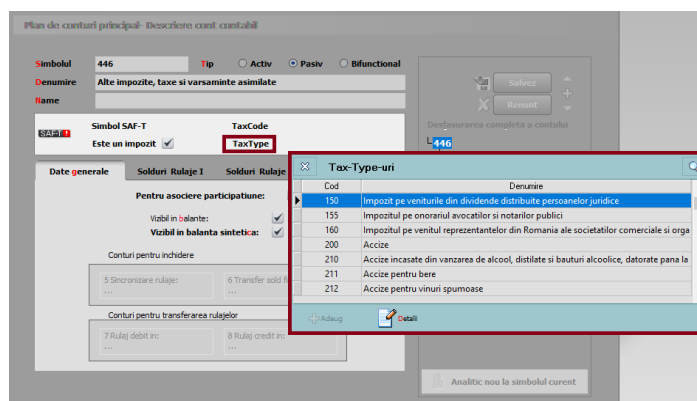 Plan de conturi principal- Descriere cont contabil
Simbolul 446 Tip Activ Pasiv Bifunctional
Denumire Alte impozite, taxe si varsaminte asimilate
Name
Salvez
Renunt
SAF-T ! Simbol SAF-T TaxCode
Este un impozit TaxType
Desfasurarea completa a contului
446
Date generale Solduri Rulaje I Solduri Rulaje
Pentru asociere participatiune:
Vizibil in balante:
Vizibil in balanta sintetica:
Conturi pentru inchidere
5 Sincronizare rulaje: 6 Transfer sold
...
Conturi pentru transferarea rulajelor
7 Rulaj debit in: 8 Rulaj credit in:
... ...
Tax-Type-uri
Cod Denumire
150 Impozit pe veniturile din dividende distribuite persoanelor juridice
155 Impozitul pe onorariul avocatilor si notarilor publici
160 Impozitul pe venitul reprezentantelor din Romania ale societatilor comerciale si orga
200 Accize
210 Accize incasate din vanzarea de alcool, distilate si bauturi alcoolice, datorate pana la
211 Accize pentru bere
212 Accize pentru vinuri spumoase
Adaug Detalii
Analitic nou la simbolul curent